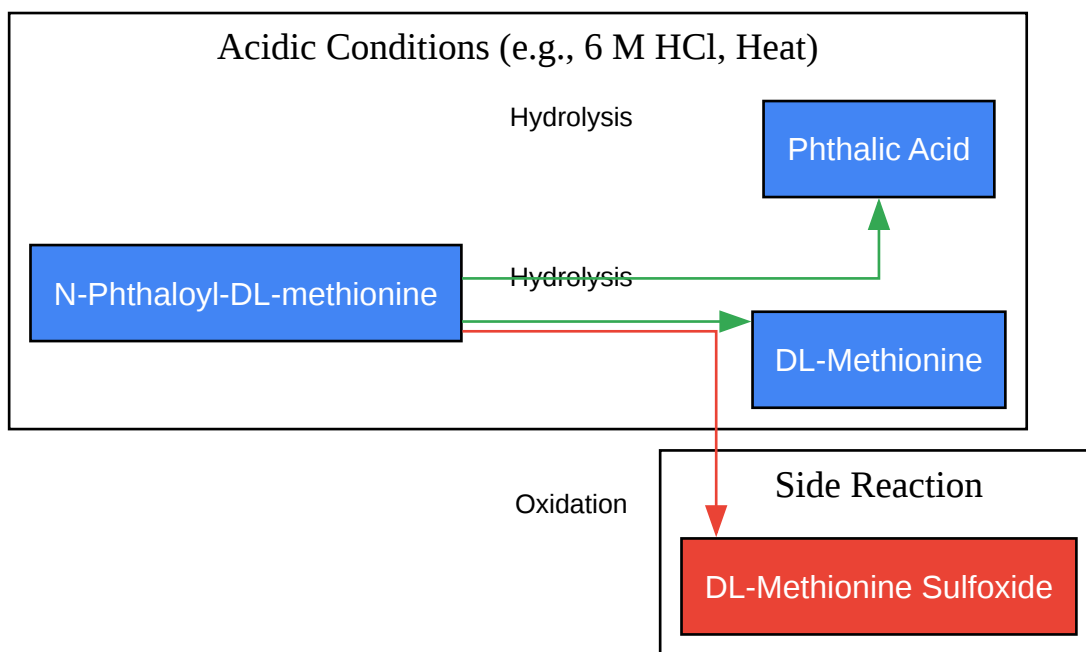 Acidic Conditions (e.g., 6 M HCl, Heat)
Hydrolysis
Phthalic Acid
N-Phthaloyl-DL-methionine
Hydrolysis
DL-Methionine
Side Reaction
Oxidation
DL-Methionine Sulfoxide